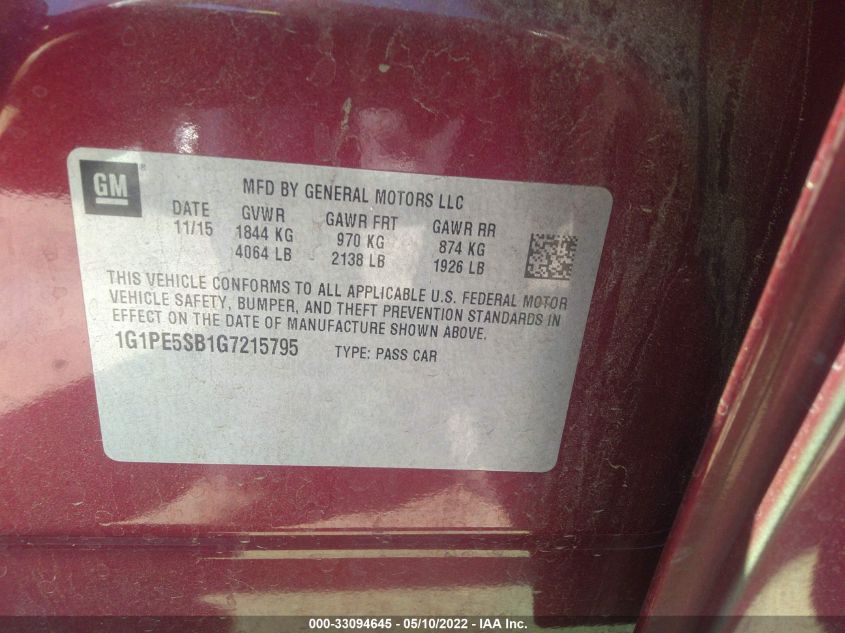 GM ®
MFD BY GENERAL MOTORS LLC
DATE GVWR GAWR FRT GAWR RR
11/15 1844 KG 970 KG 874 KG
4064 LB 2138 LB 1926 LB
THIS VEHICLE CONFORMS TO ALL APPLICABLE U.S. FEDERAL MOTOR
VEHICLE SAFETY, BUMPER, AND THEFT PREVENTION STANDARDS IN
EFFECT ON THE DATE OF MANUFACTURE SHOWN ABOVE.
1G1PE5SB1G7215795 TYPE: PASS CAR
000-33094645 - 05/10/2022 - IAA Inc.